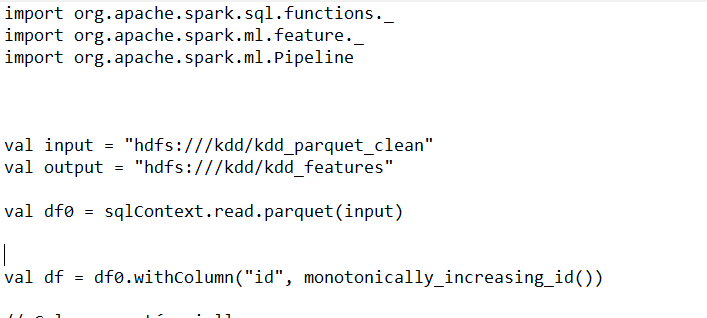 import org.apache.spark.sql.functions._
import org.apache.spark.ml.feature._
import org.apache.spark.ml.Pipeline
val input = "hdfs:///kdd/kdd_parquet_clean"
val output = "hdfs:///kdd/kdd_features"
val df0 = sqlContext.read.parquet(input)
val df = df0.withColumn("id", monotonically_increasing_id())